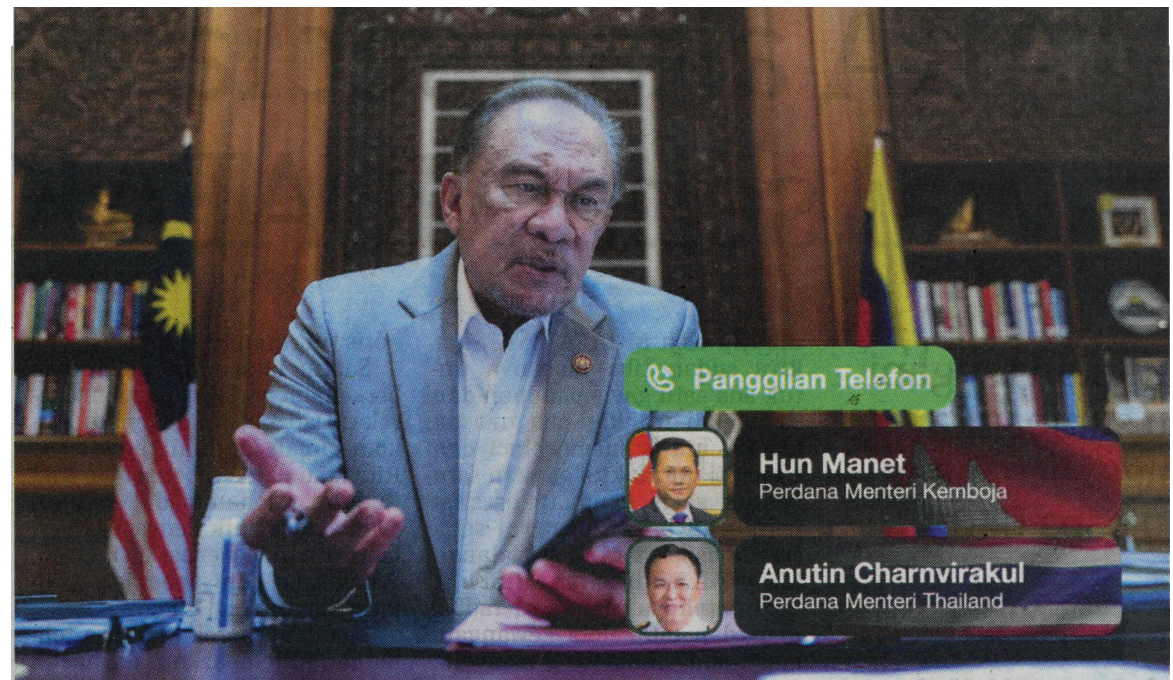 Panggilan Telefon
Hun Manet
Perdana Menteri Kemboja
Anutin Charnvirakul
Perdana Menteri Thailand